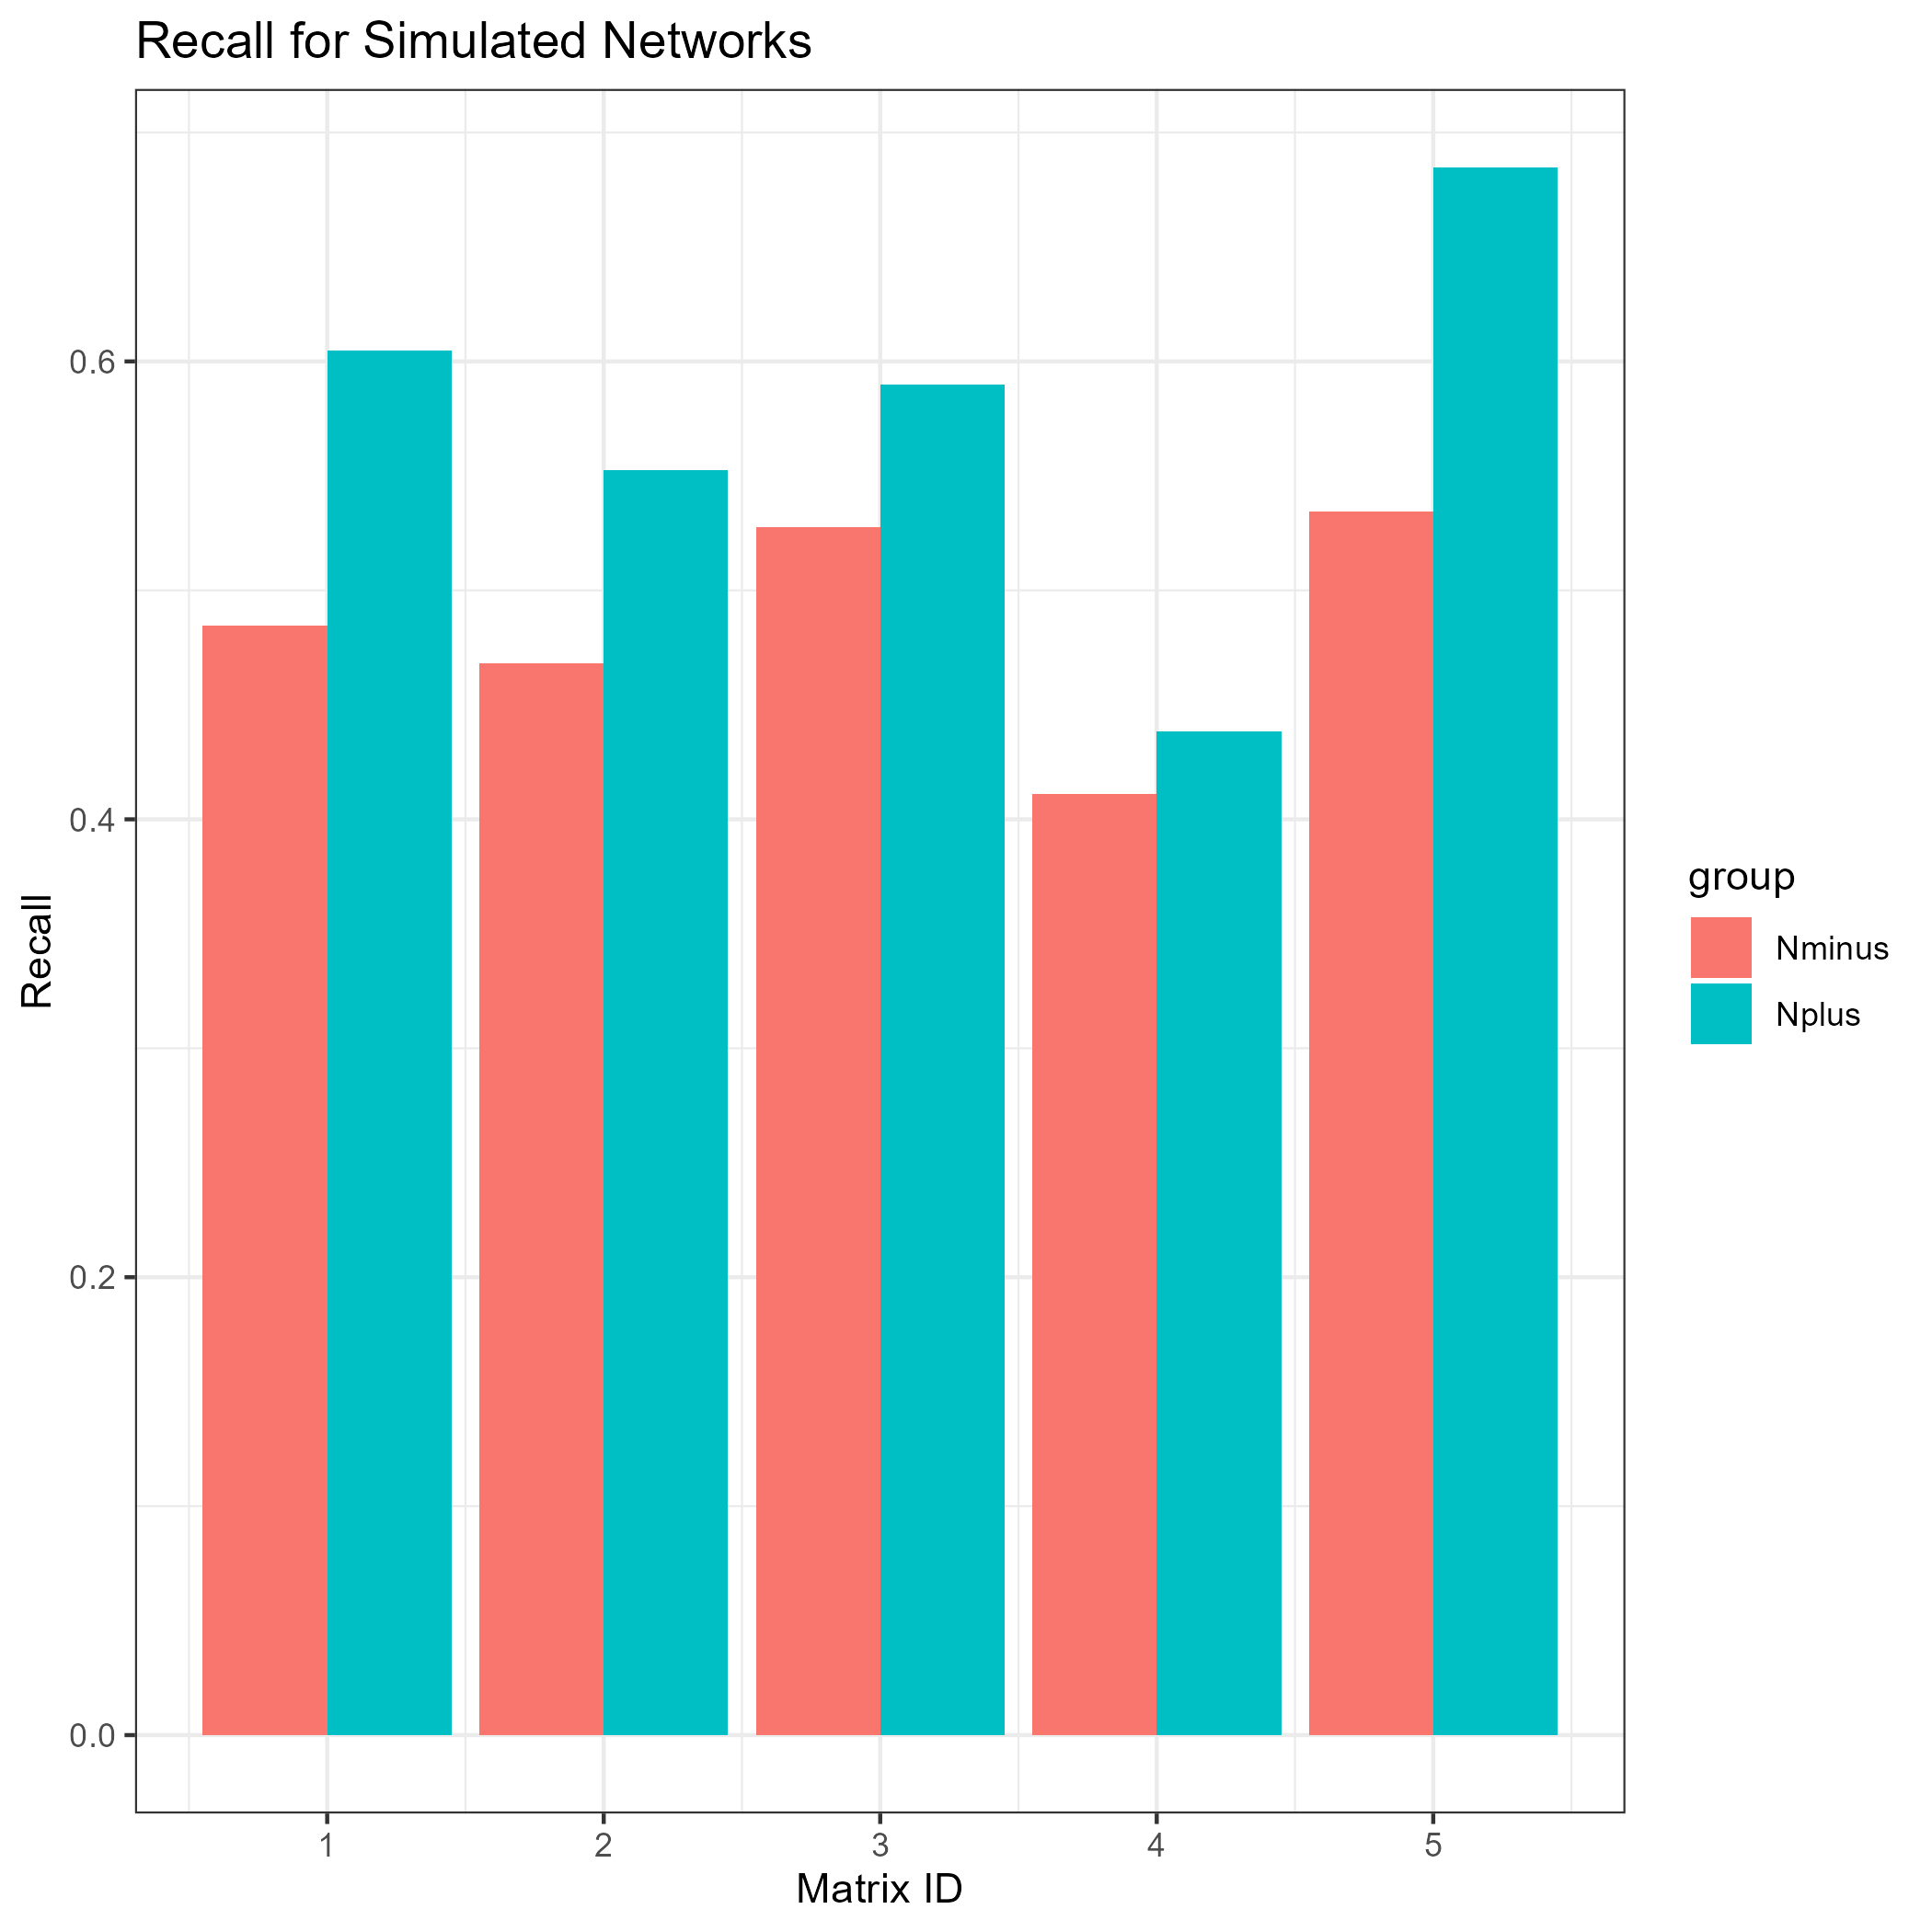 Recall for Simulated Networks
Recall
0.6
0.4
0.2
0.0
1 2 3 4 5
Matrix ID
group
Nminus
Nplus